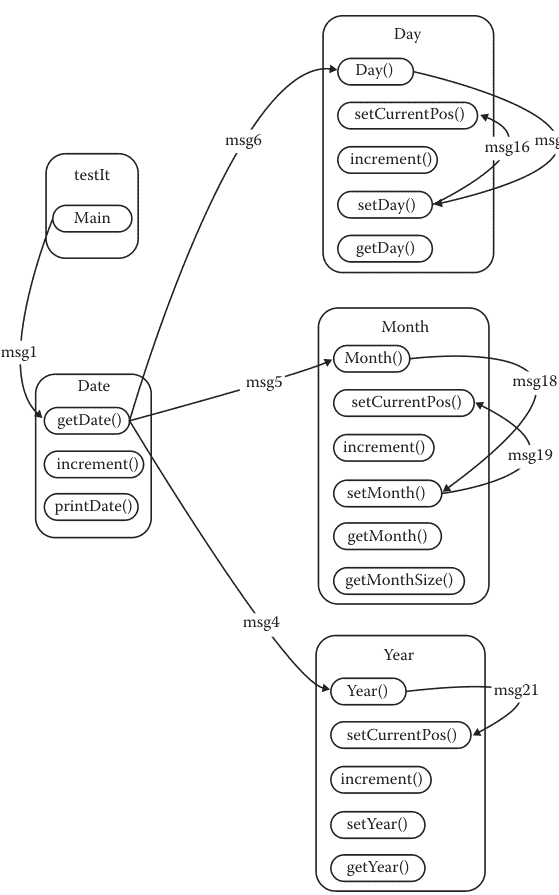 Day
Day()
setCurrentPos()
msg6
msg16
msg
increment()
testIt
setDay()
Main
getDay()
Month
msg1
Month()
Date
msg5
msg18
setCurrentPos()
getDate()
increment()
msg19
increment()
setMonth()
printDate()
getMonth()
getMonthSize()
msg4
Year
Year()
msg21
setCurrentPos()
increment()
setYear()
getYear()